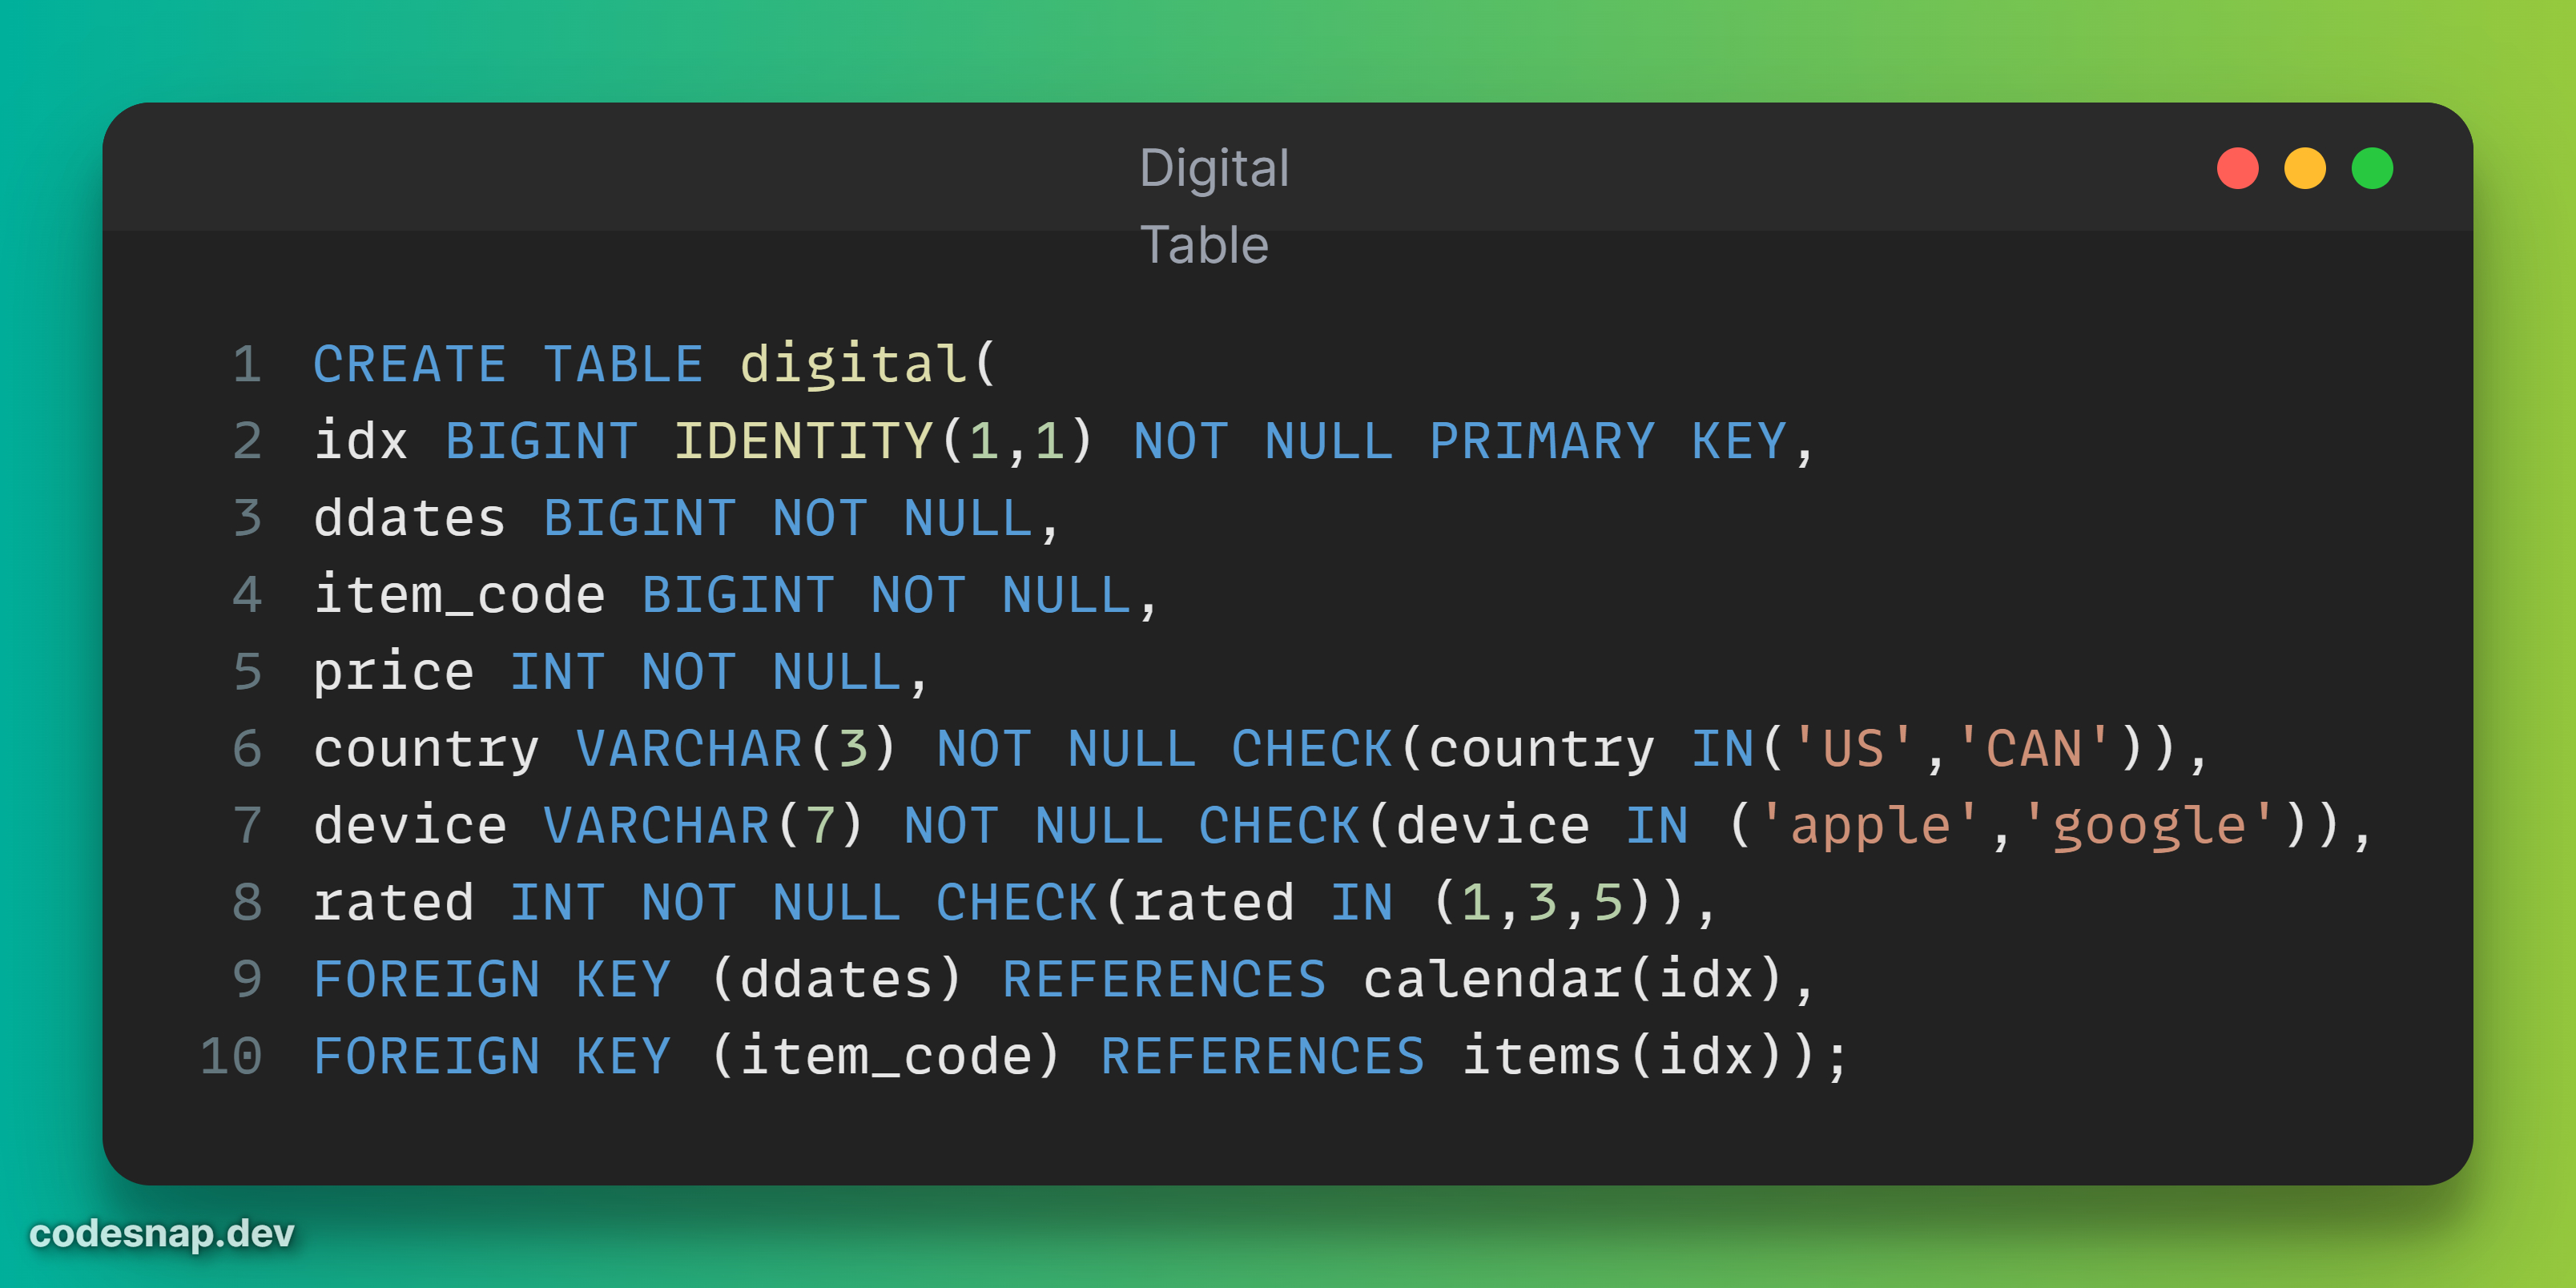 Digital
Table
1 CREATE TABLE digital(
2 idx BIGINT IDENTITY(1,1) NOT NULL PRIMARY KEY,
3 ddates BIGINT NOT NULL,
4 item_code BIGINT NOT NULL,
5 price INT NOT NULL,
6 country VARCHAR(3) NOT NULL CHECK(country IN('US','CAN')),
7 device VARCHAR(7) NOT NULL CHECK(device IN ('apple','google')),
8 rated INT NOT NULL CHECK(rated IN (1,3,5)),
9 FOREIGN KEY (ddates) REFERENCES calendar(idx),
10 FOREIGN KEY (item_code) REFERENCES items(idx));
codesnap.dev